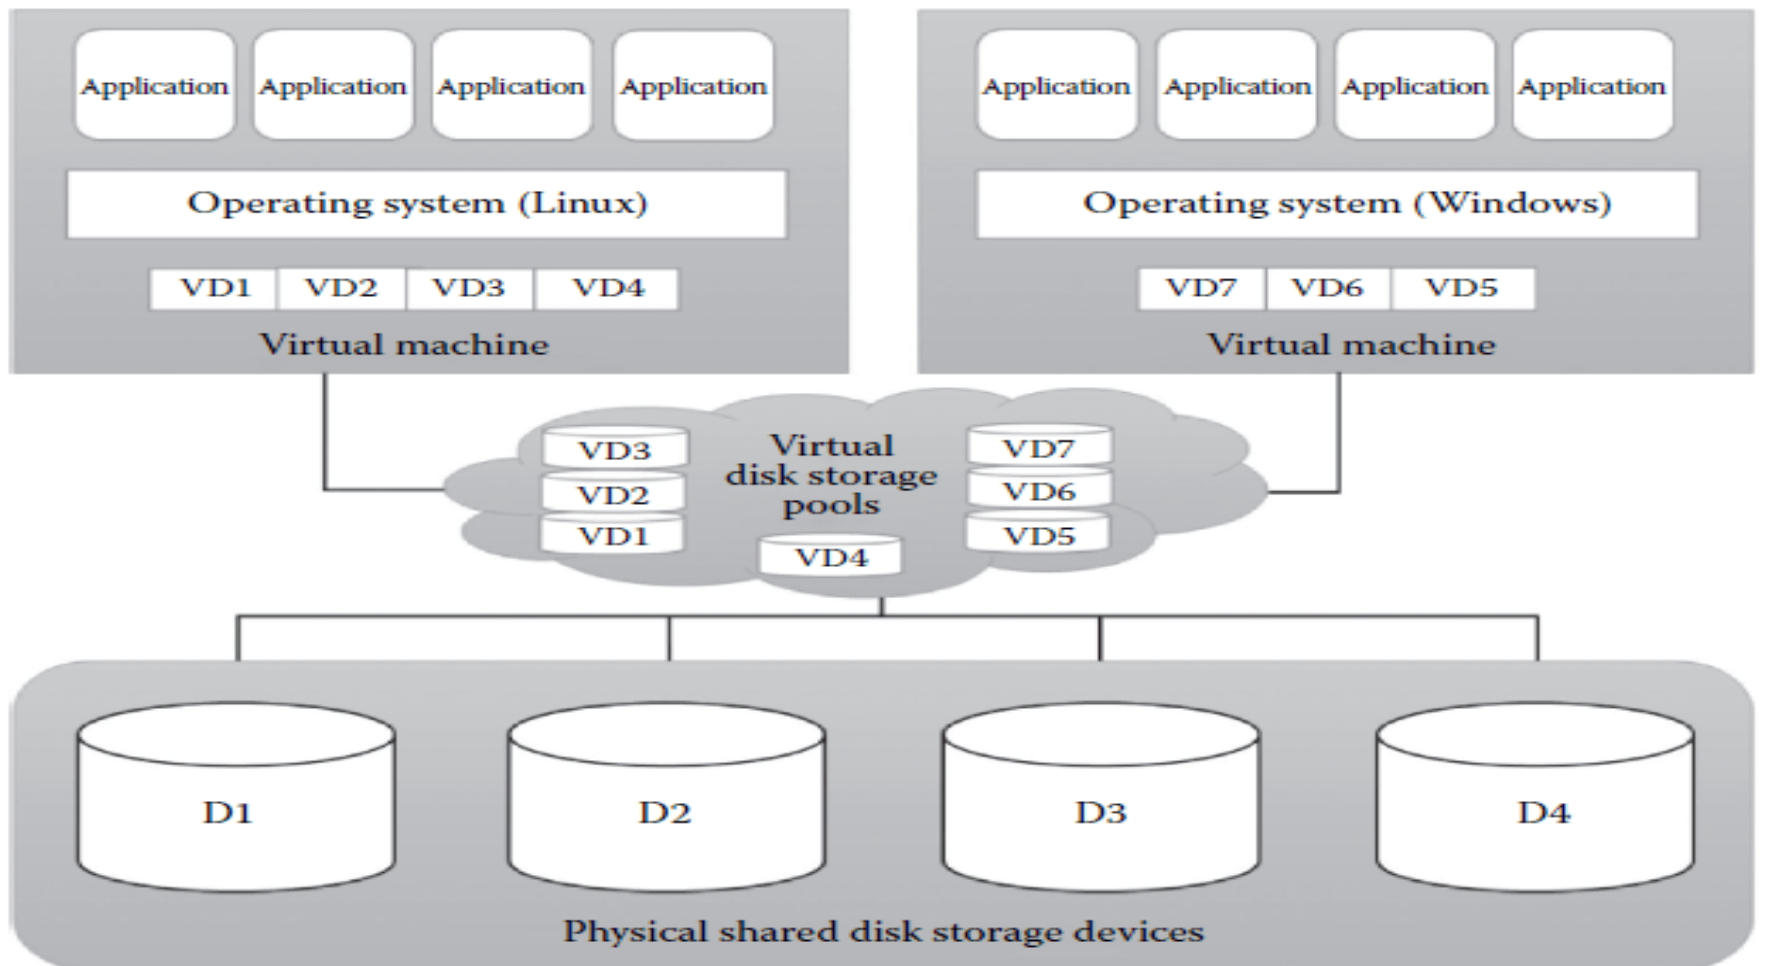 Application Application Application Application
Operating system (Linux)
VD1 VD2 VD3 VD4
Virtual machine
Application Application Application Application
Operating system (Windows)
VD7 VD6 VD5
Virtual machine
VD3
VD2
VD1
Virtual
disk storage
pools
VD4
VD7
VD6
VD5
D1 D2 D3 D4
Physical shared disk storage devices